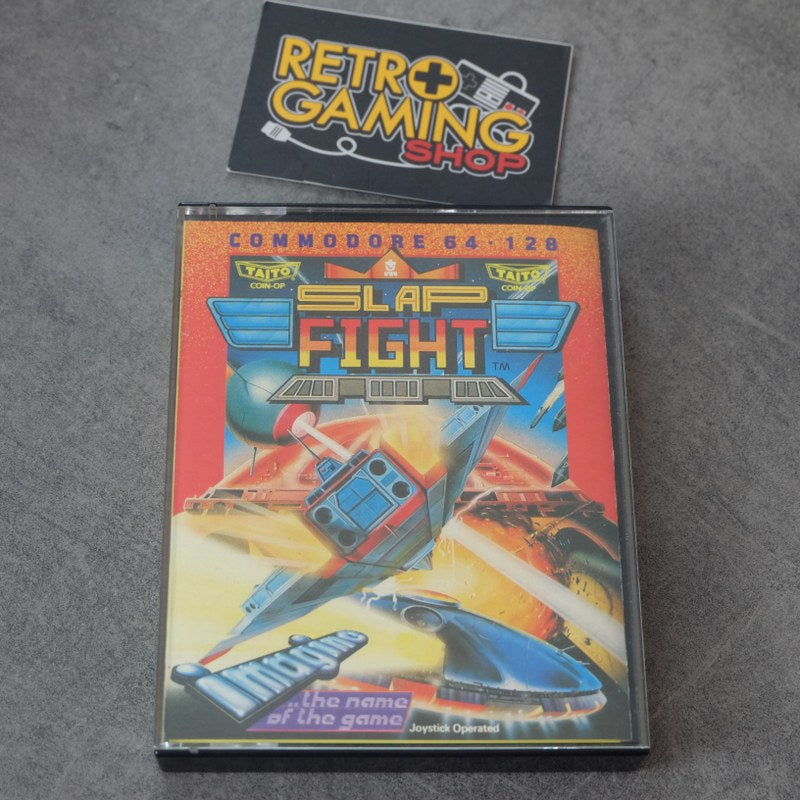 RETRO
GAMING
SHOP
COMMODORE 64·128
TAITO
COIN-OP
TAITO
COIN-OP
SLAP
FIGHT
TM
imagine
...the name
of the game
Joystick Operated